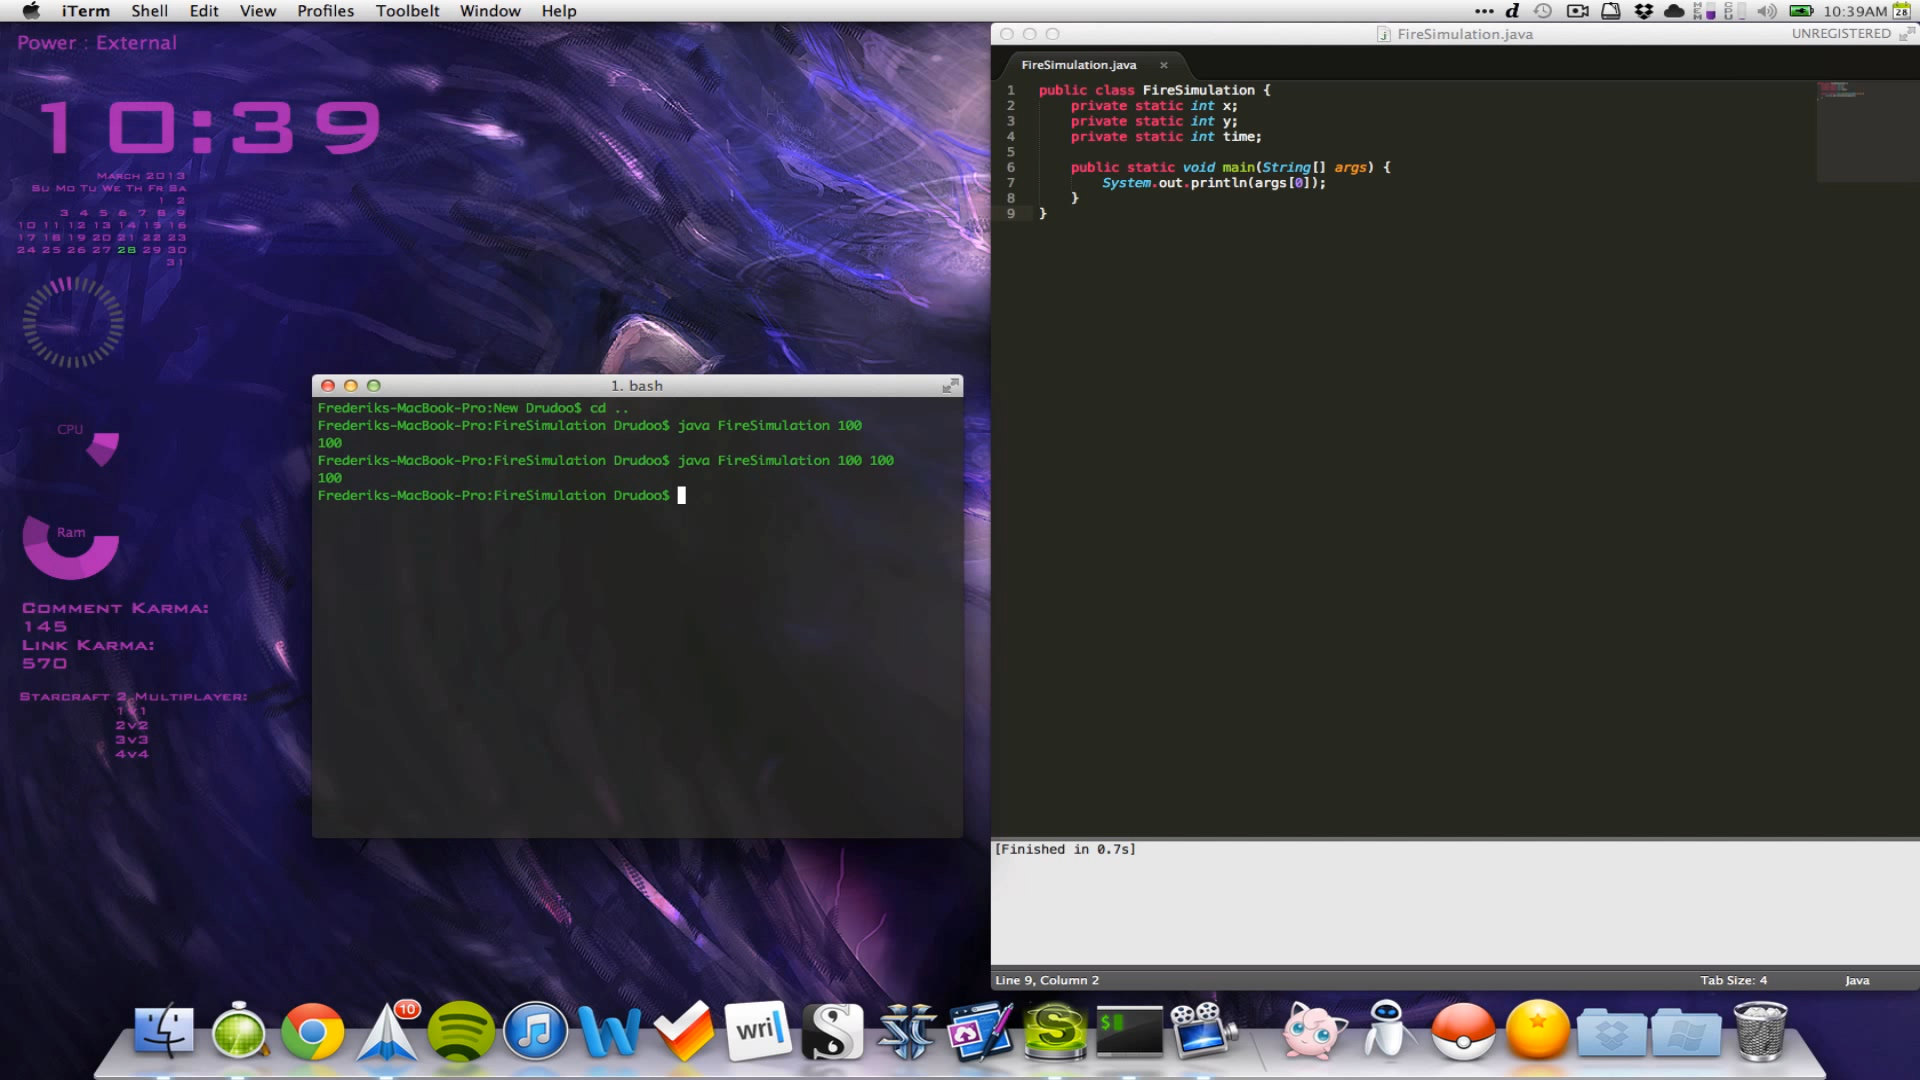 iTerm Shell Edit View Profiles Toolbelt Window Help
10:39AM 28
Power : External
10:39
March 2013
Su Mo Tu We Th Fr Sa
1 2
3 4 5 6 7 8 9
10 11 12 13 14 15 16
17 18 19 20 21 22 23
24 25 26 27 28 29 30
31
CPU
Ram
Comment Karma:
145
Link Karma:
570
Starcraft 2 Multiplayer:
1v1
2v2
3v3
4v4
1. bash
Frederiks-MacBook-Pro:New Drudoo$ cd ..
Frederiks-MacBook-Pro:FireSimulation Drudoo$ java FireSimulation 100
100
Frederiks-MacBook-Pro:FireSimulation Drudoo$ java FireSimulation 100 100
100
Frederiks-MacBook-Pro:FireSimulation Drudoo$
FireSimulation.java
UNREGISTERED
FireSimulation.java ×
1 public class FireSimulation {
2 private static int x;
3 private static int y;
4 private static int time;
5
6 public static void main(String[] args) {
7 System.out.println(args[0]);
8 }
9 }
[Finished in 0.7s]
Line 9, Column 2
Tab Size: 4
Java
10
W
wri
S
S
$